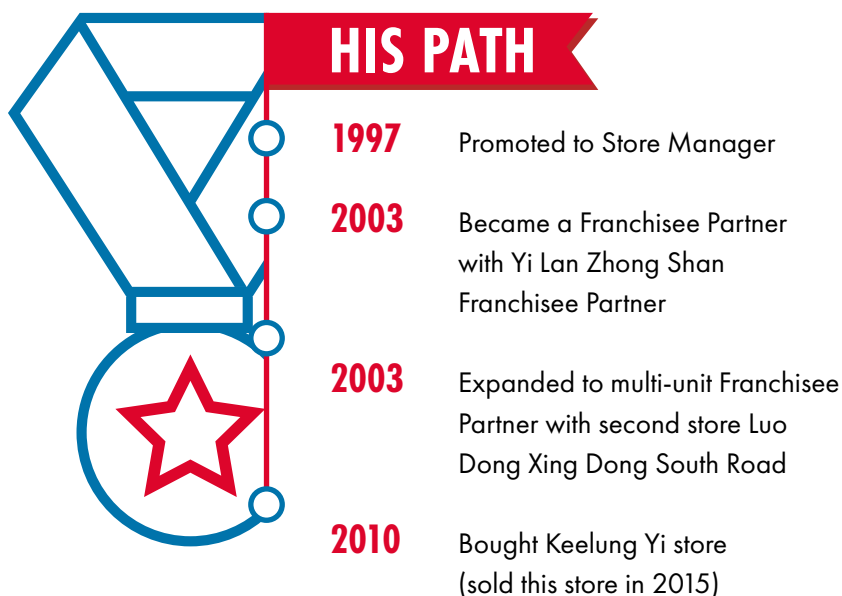 HIS PATH
1997 Promoted to Store Manager
2003 Became a Franchisee Partner
with Yi Lan Zhong Shan
Franchisee Partner
2003 Expanded to multi-unit Franchisee
Partner with second store Luo
Dong Xing Dong South Road
2010 Bought Keelung Yi store
(sold this store in 2015)